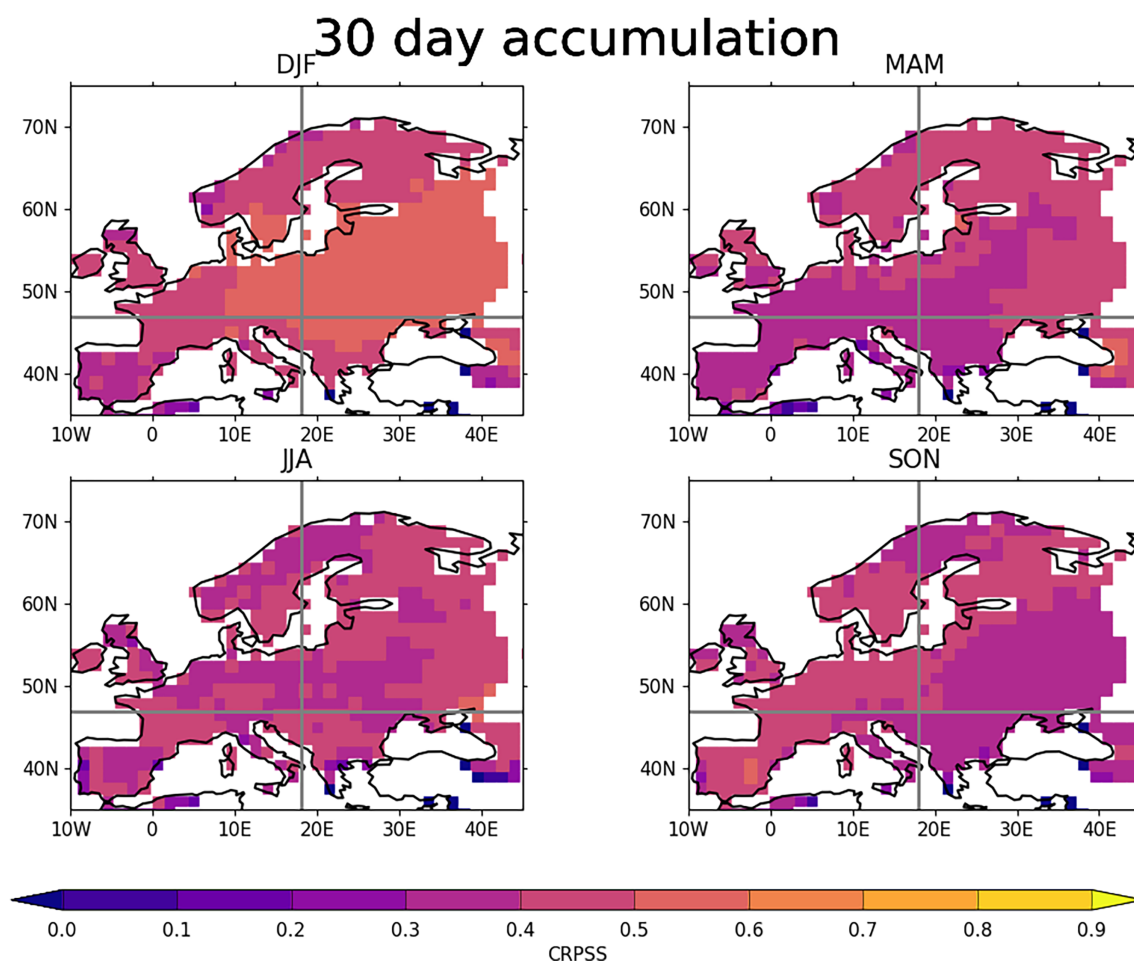 30 day accumulation
DJF
MAM
70N
60N
50N
40N
10W 0 10E 20E 30E 40E
70N
60N
50N
40N
10W 0 10E 20E 30E 40E
JJA
SON
70N
60N
50N
40N
10W 0 10E 20E 30E 40E
70N
60N
50N
40N
10W 0 10E 20E 30E 40E
0.0 0.1 0.2 0.3 0.4 0.5 0.6 0.7 0.8 0.9
CRPSS